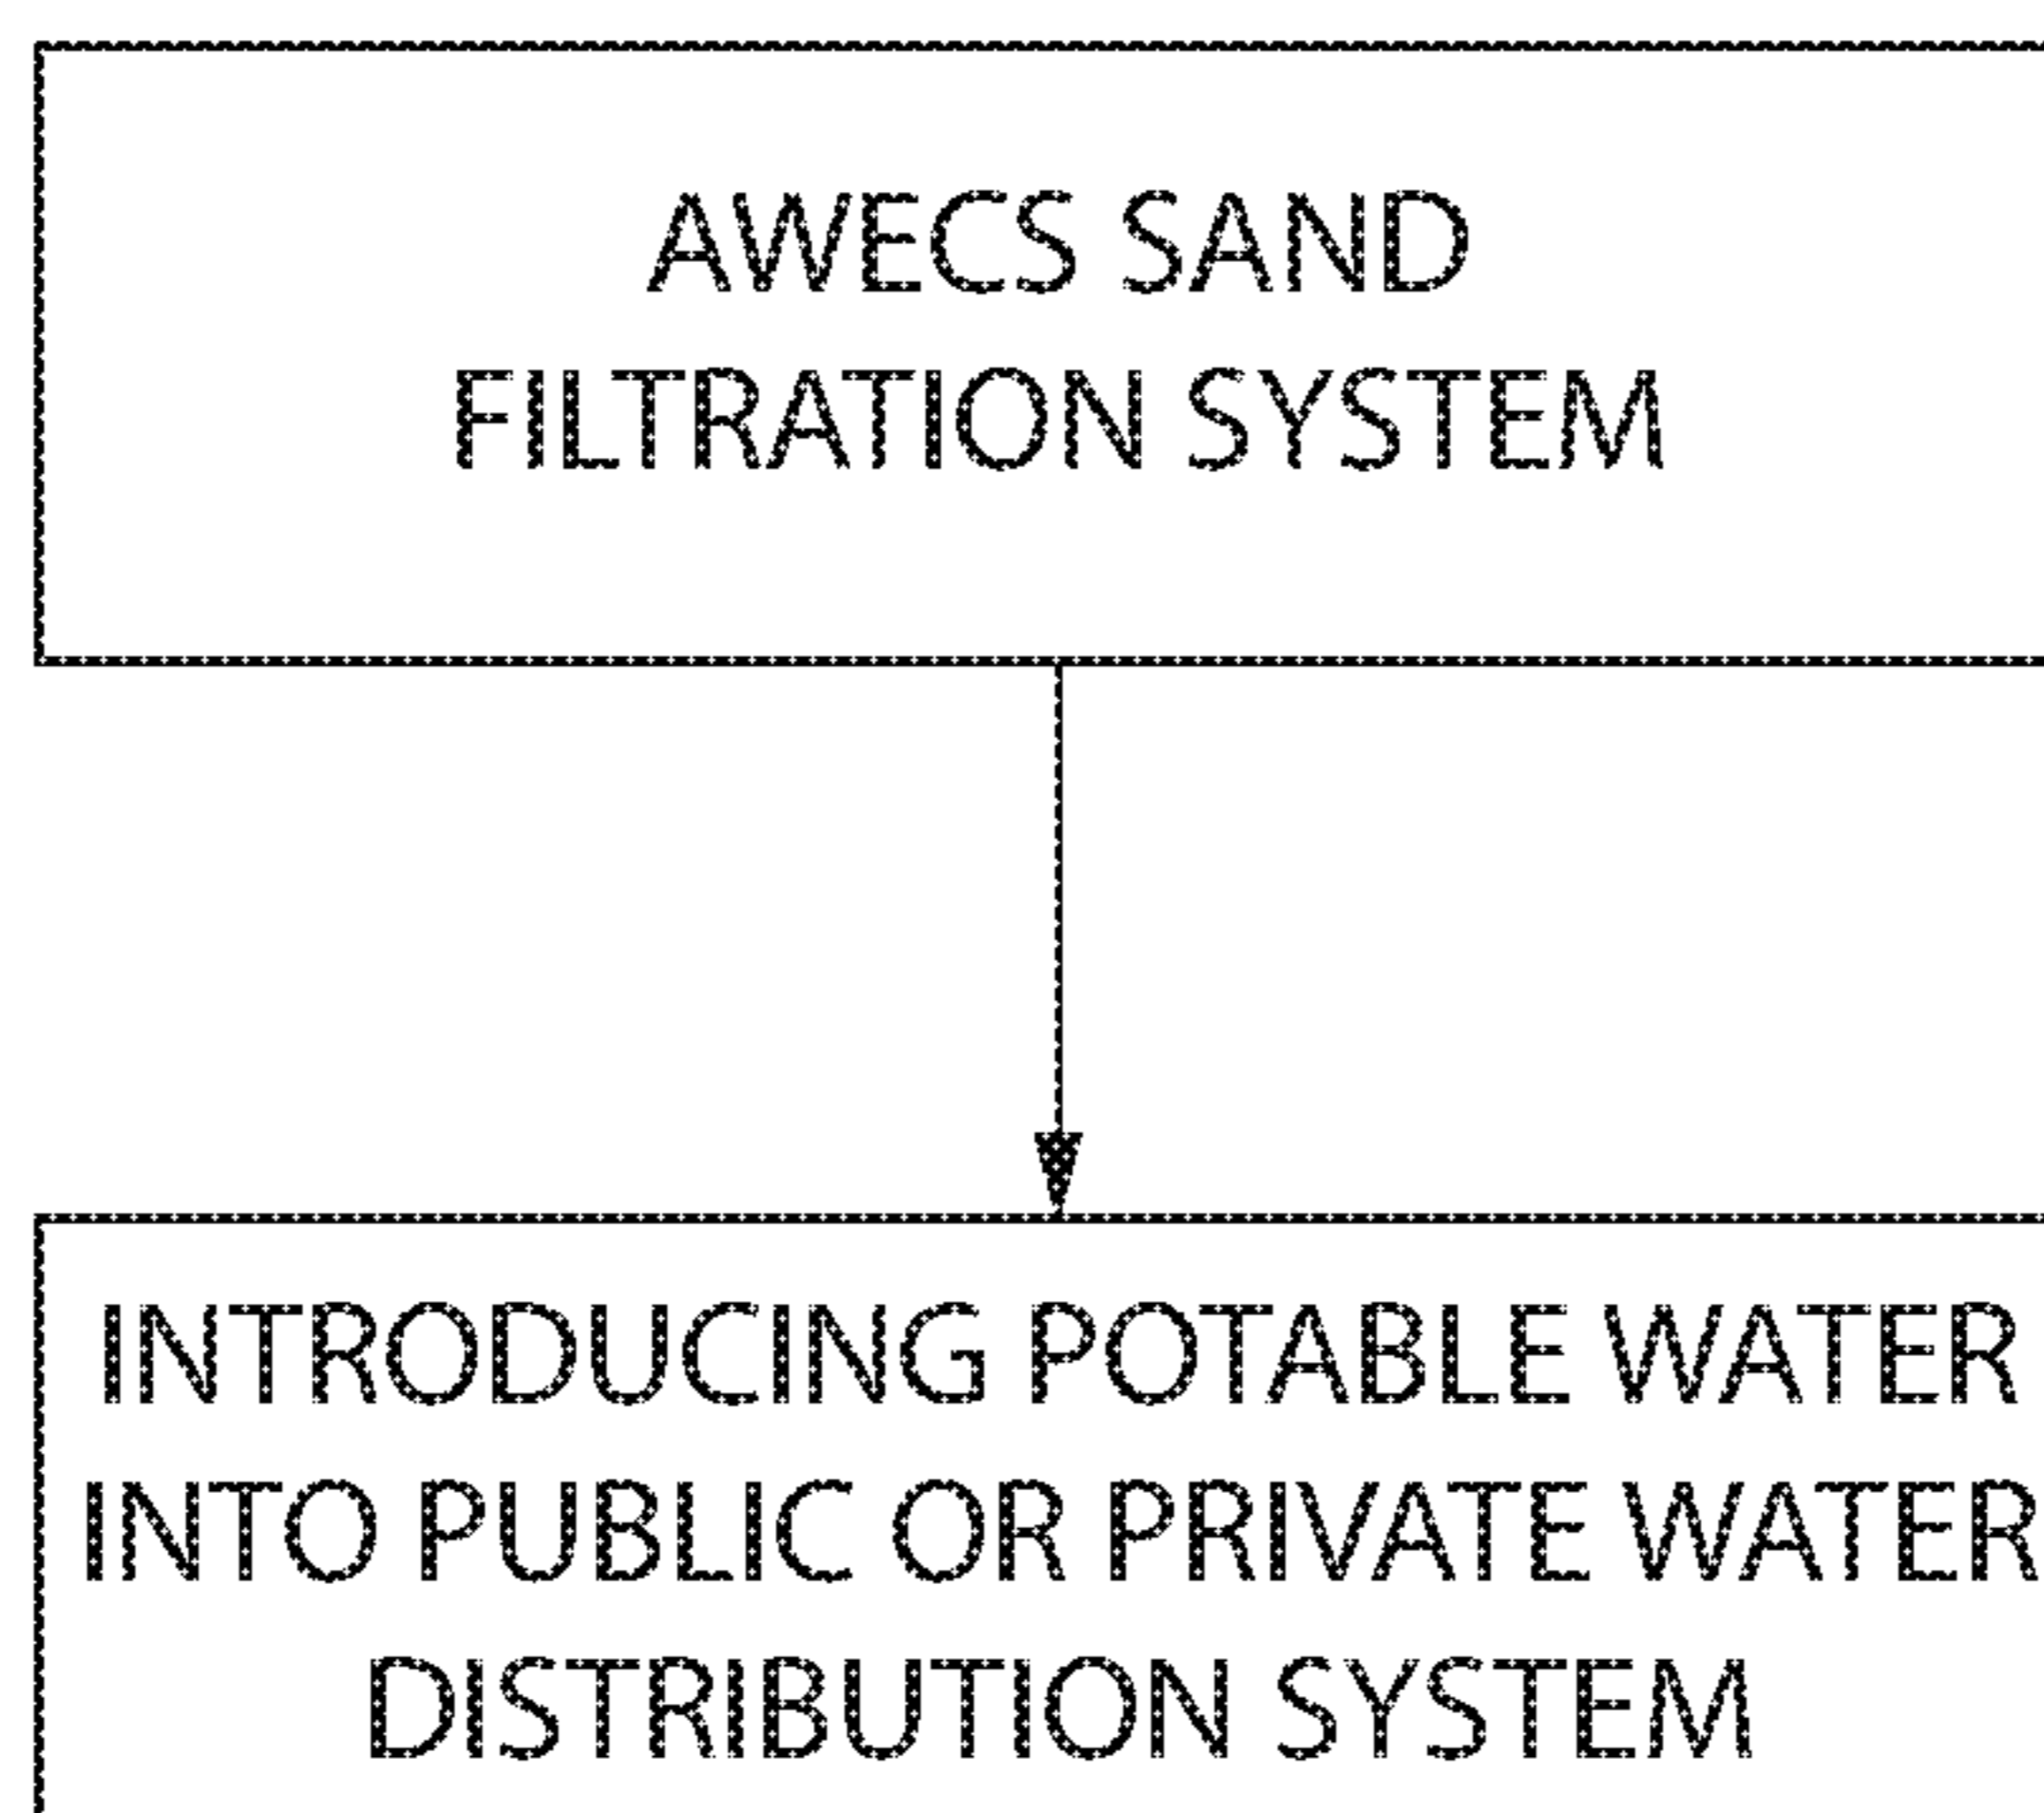 AWECS SAND
FILTRATION SYSTEM
INTRODUCING POTABLE WATER
INTO PUBLIC OR PRIVATE WATER
DISTRIBUTION SYSTEM